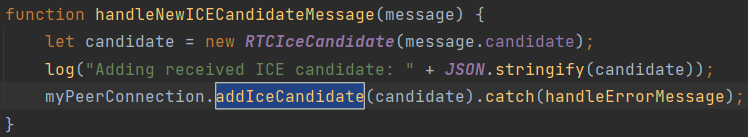 function handleNewICECandidateMessage(message) {
    let candidate = new RTCIceCandidate(message.candidate);
    log("Adding received ICE candidate: " + JSON.stringify(candidate));
    myPeerConnection.addIceCandidate(candidate).catch(handleErrorMessage);
}